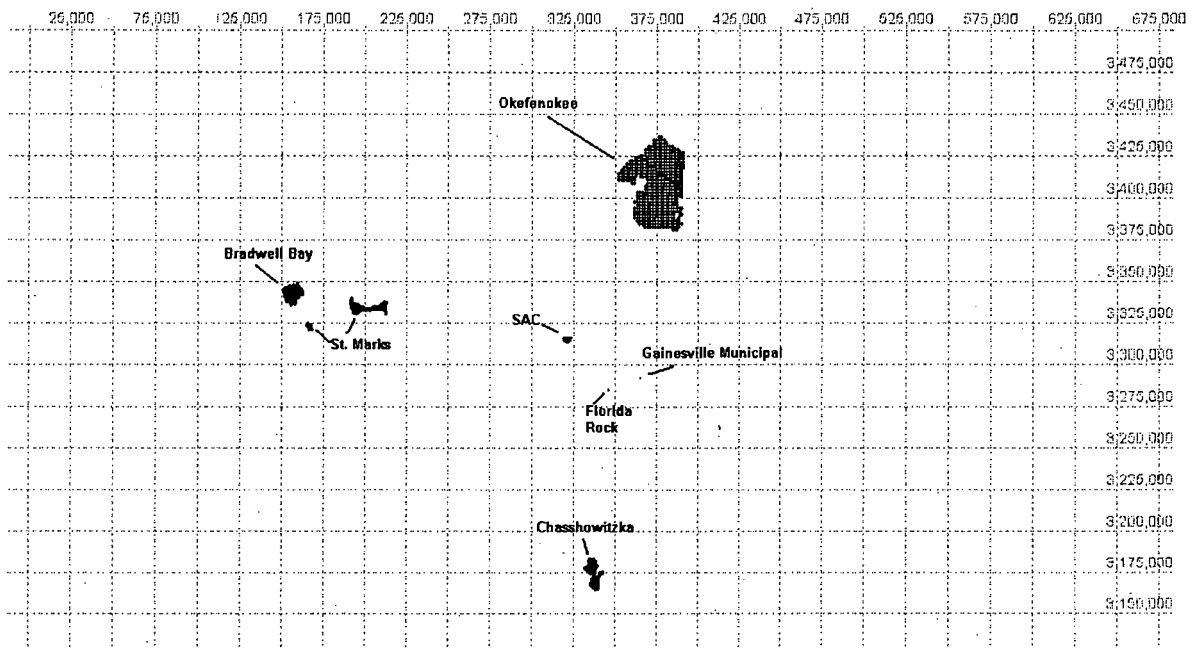 25,000 75,000 125,000 175,000 225,000 275,000 325,000 375,000 425,000 475,000 525,000 575,000 625,000 675,000
3,475,000
3,450,000
Okefenokee
3,425,000
3,400,000
3,375,000
Bradwell Bay
3,350,000
3,325,000
SAC
St. Marks
Gainesville Municipal
3,300,000
3,275,000
Florida
Rock
3,250,000
3,225,000
3,200,000
Chasshowitzka
3,175,000
3,150,000